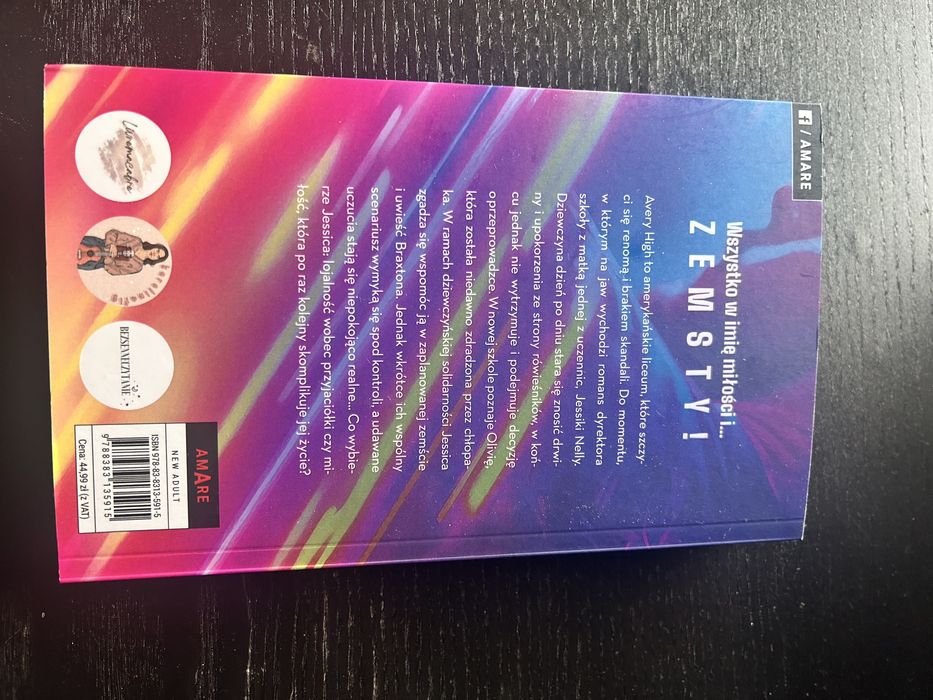 f / AMARE
Wszystko w imię miłości i...
ZEMSTY!
Avery High to amerykańskie liceum, które szczy-
ci się renomą i brakiem skandali. Do momentu,
w którym na jaw wychodzi romans dyrektora
szkoły z matką jednej z uczennic, Jessiki Nelly.
Dziewczyna dzień po dniu stara się znosić drwi-
ny i upokorzenia ze strony rówieśników, w koń-
cu jednak nie wytrzymuje i podejmuje decyzję
o przeprowadzce. W nowej szkole poznaje Olivię,
która została niedawno zdradzona przez chłopa-
ka. W ramach dziewczyńskiej solidarności Jessica
zgadza się wspomóc ją w zaplanowanej zemście
i uwieść Braxtona. Jednak wkrótce ich wspólny
scenariusz wymyka się spod kontroli, a udawane
uczucia stają się niepokojąco realne... Co wybie-
rze Jessica: lojalność wobec przyjaciółki czy mi-
łość, która po raz kolejny skomplikuje jej życie?
AMARE
NEW ADULT
ISBN 978-83-8313-591-5
9 788383 135915
Cena: 44,99 zł (z VAT)